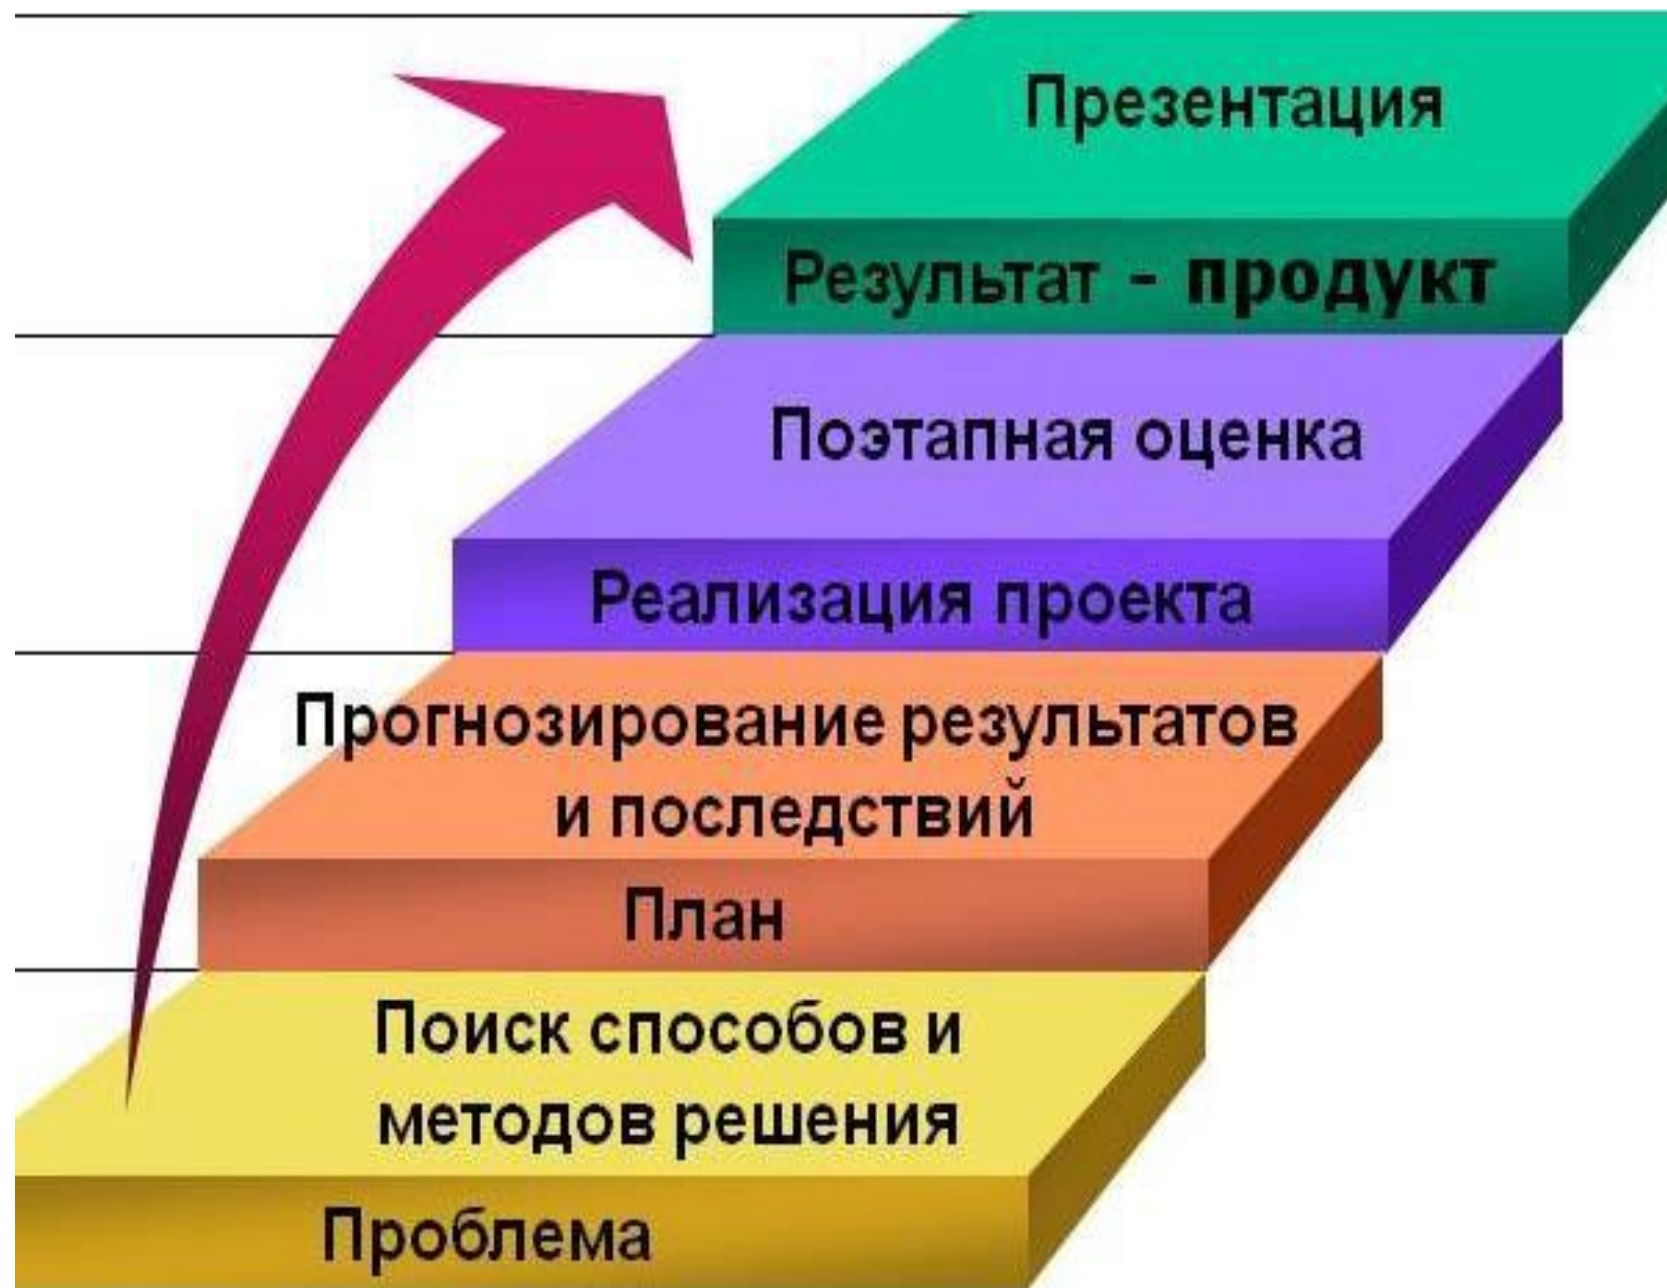 Презентация
Результат - продукт
Поэтапная оценка
Реализация проекта
Прогнозирование результатов
и последствий
План
Поиск способов и
методов решения
Проблема